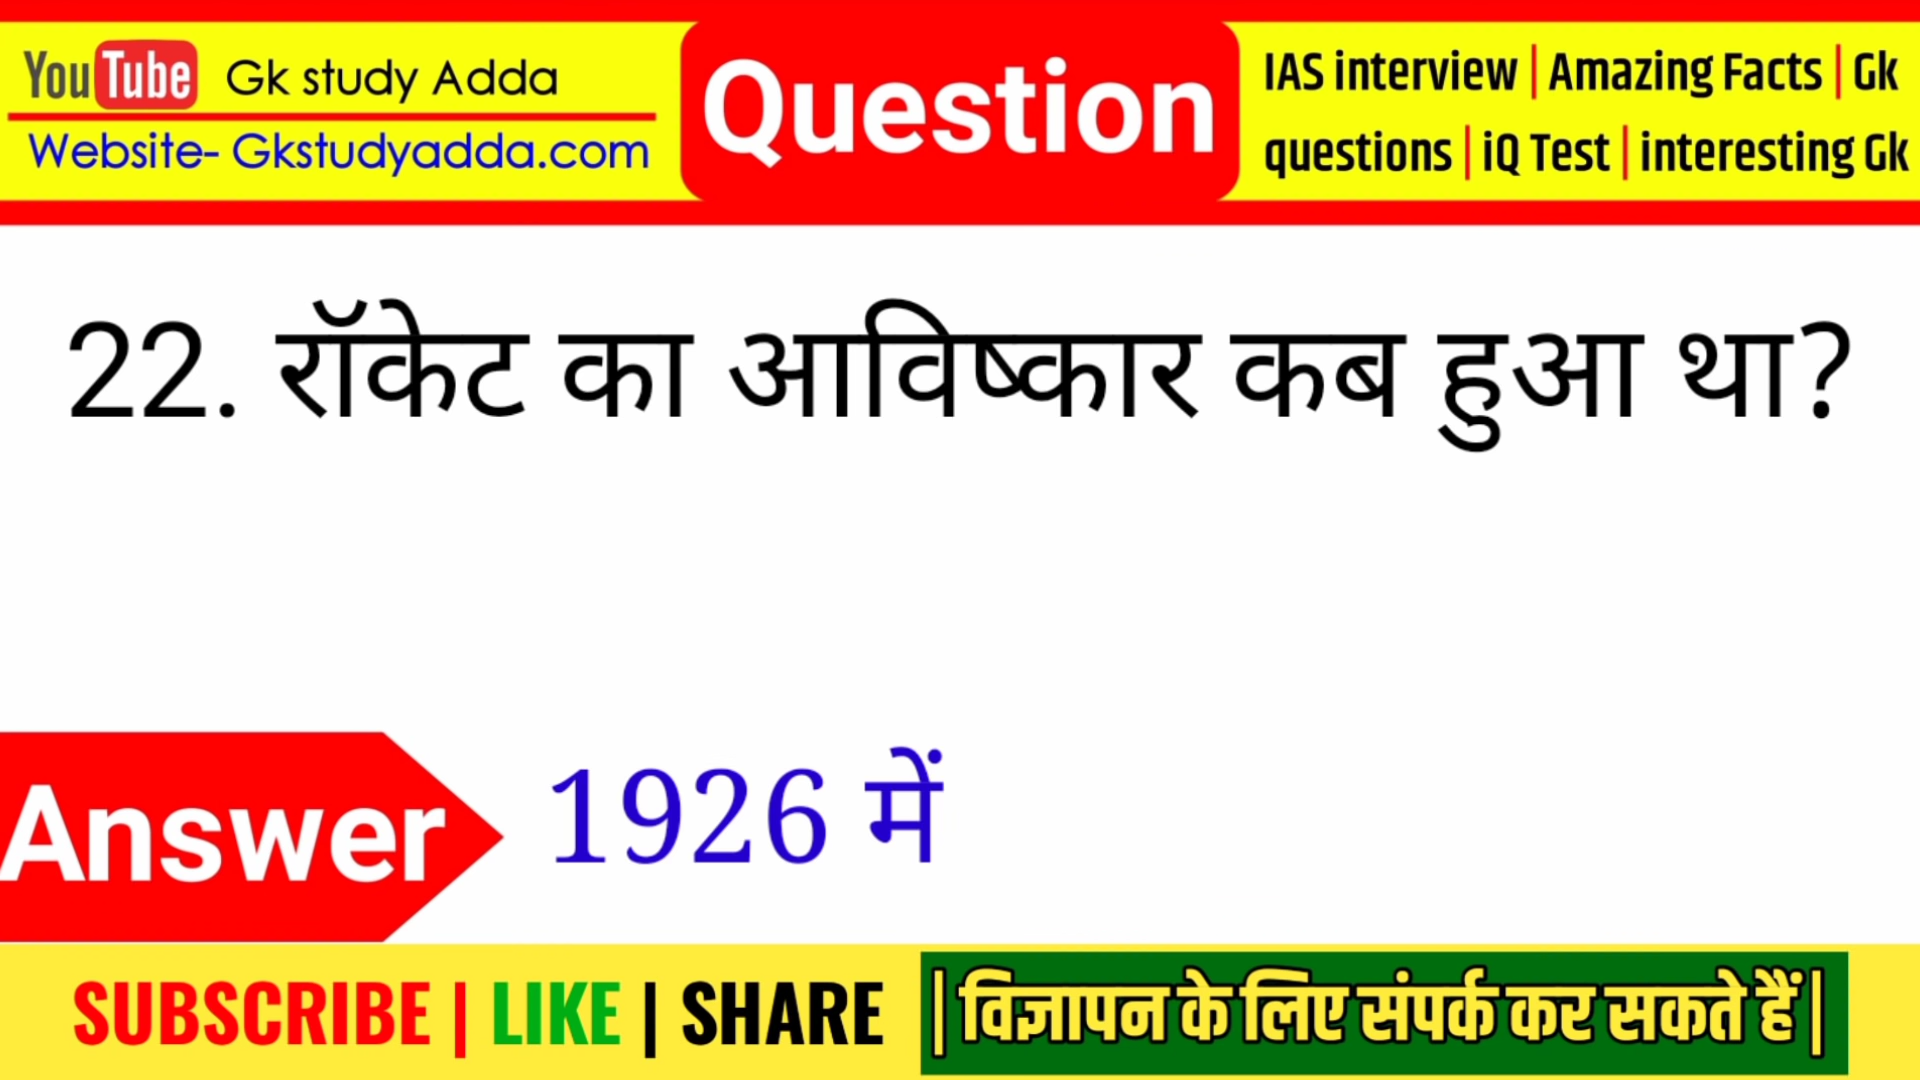 YouTube Gk study Adda
Website- Gkstudyadda.com
Question
IAS interview | Amazing Facts | Gk
questions | iQ Test | interesting Gk
22. रॉकेट का आविष्कार कब हुआ था?
Answer
1926 में
SUBSCRIBE | LIKE | SHARE
| विज्ञापन के लिए संपर्क कर सकते हैं |